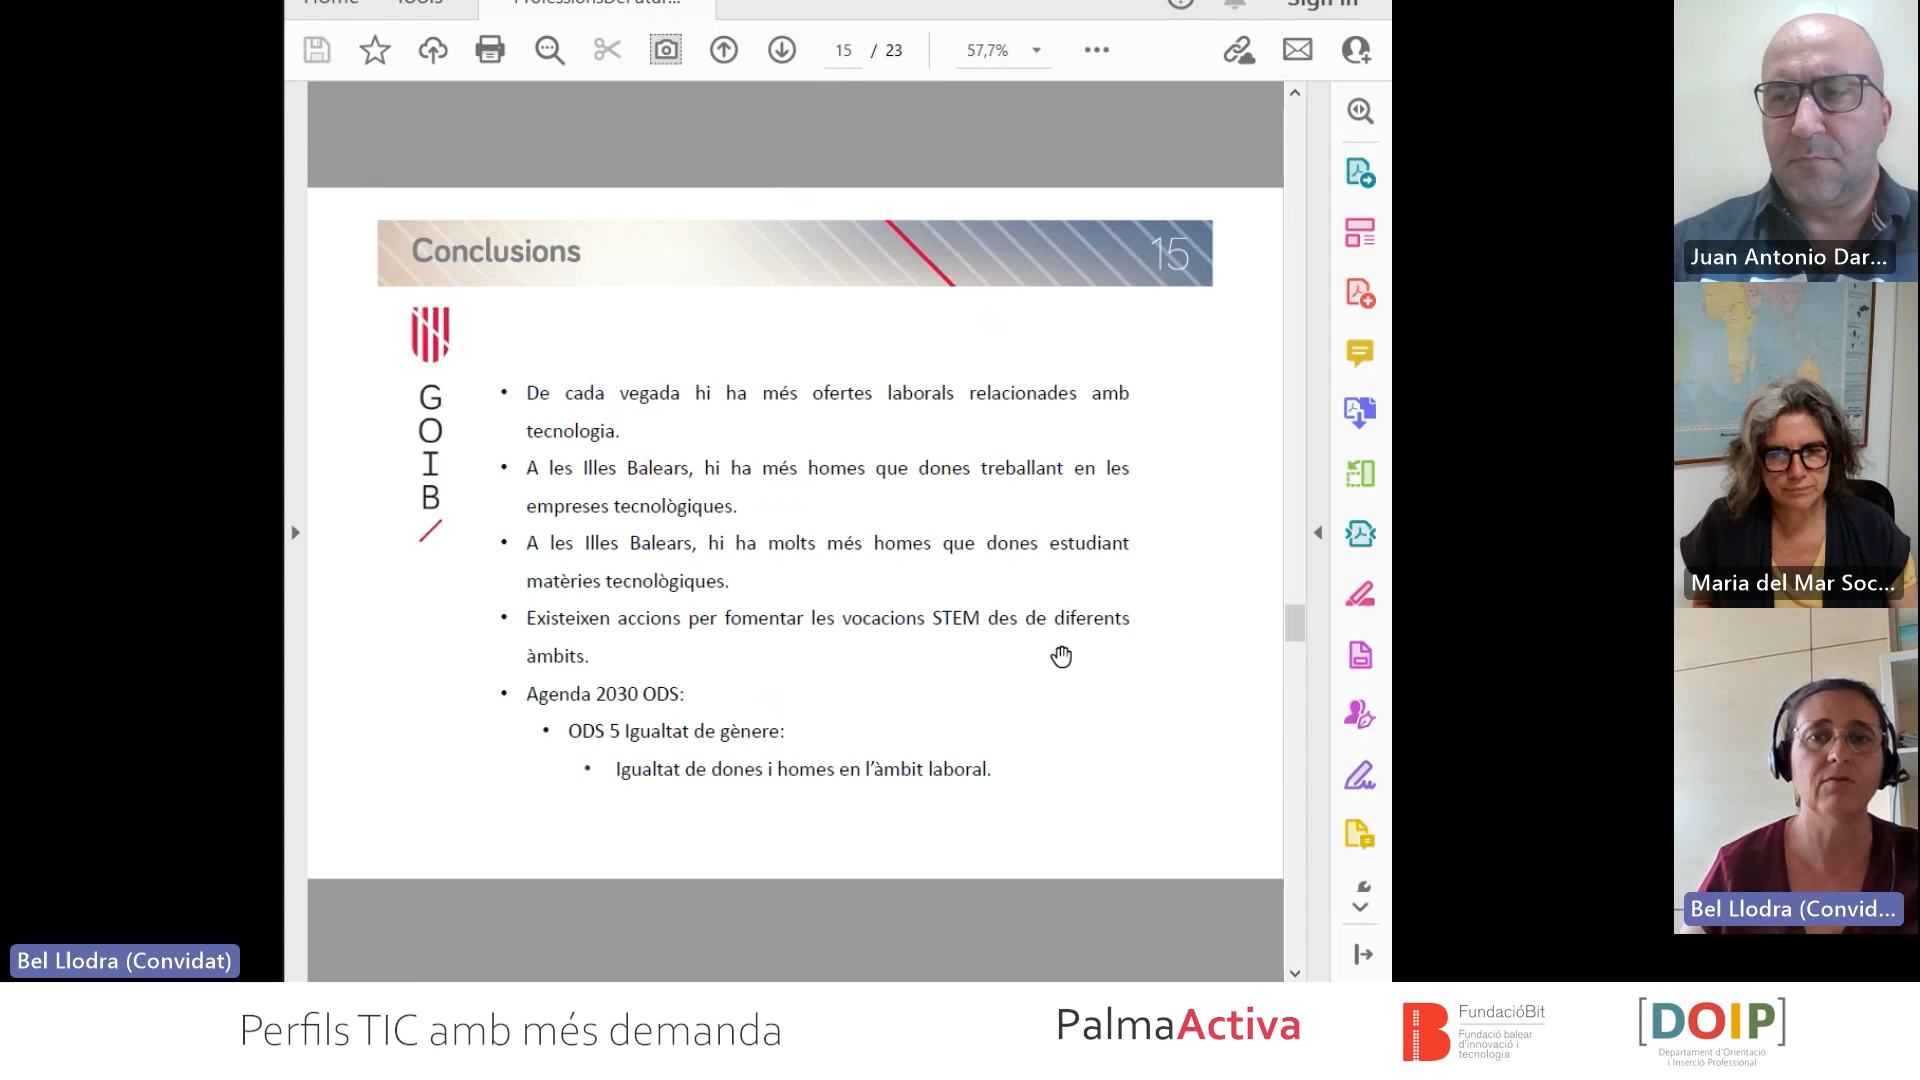 Home
Tools
Sign In
15 / 23
57,7%
Conclusions
15
G
O
I
B
• De cada vegada hi ha més ofertes laborals relacionades amb
tecnologia.
• A les Illes Balears, hi ha més homes que dones treballant en les
empreses tecnològiques.
• A les Illes Balears, hi ha molts més homes que dones estudiant
matèries tecnològiques.
• Existeixen accions per fomentar les vocacions STEM des de diferents
àmbits.
• Agenda 2030 ODS:
• ODS 5 Igualtat de gènere:
• Igualtat de dones i homes en l’àmbit laboral.
Juan Antonio Dar...
Maria del Mar Soc...
Bel Llodra (Convid...
Bel Llodra (Convidat)
Perfils TIC amb més demanda
PalmaActiva
FundacióBit
Fundació balear
d'innovació i
tecnologia
[DOIP]
Departament d'Orientació
i Inserció Professional